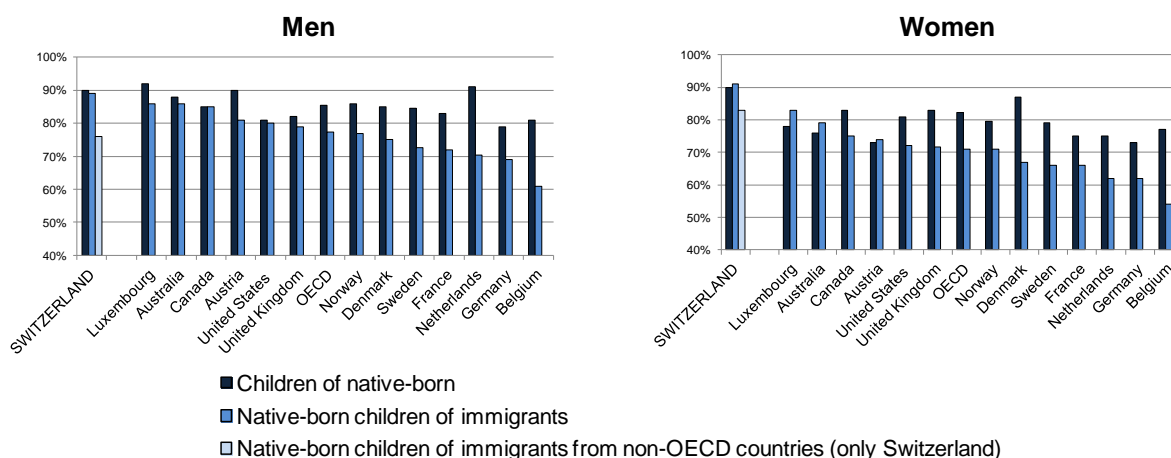 Men
100%
90%
80%
70%
60%
50%
40%
SWITZERLAND
Luxembourg
Australia
Canada
Austria
United States
United Kingdom
OECD
Norway
Denmark
Sweden
France
Netherlands
Germany
Belgium
Women
100%
90%
80%
70%
60%
50%
40%
SWITZERLAND
Luxembourg
Australia
Canada
Austria
United States
United Kingdom
OECD
Norway
Denmark
Sweden
France
Netherlands
Germany
Belgium
Children of native-born
Native-born children of immigrants
Native-born children of immigrants from non-OECD countries (only Switzerland)